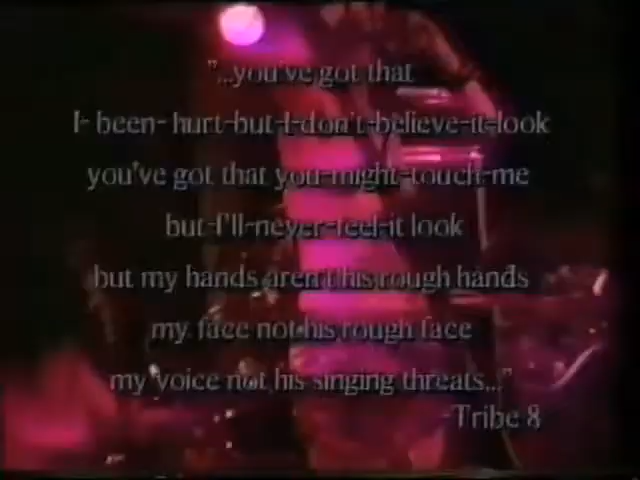 "...you've got that
I- been- hurt-but-I-don't-believe-it-look
you've got that you-might-touch-me
but-I'll-never-feel-it look
but my hands aren't his rough hands
my face not his rough face
my voice not his singing threats..."
-Tribe 8